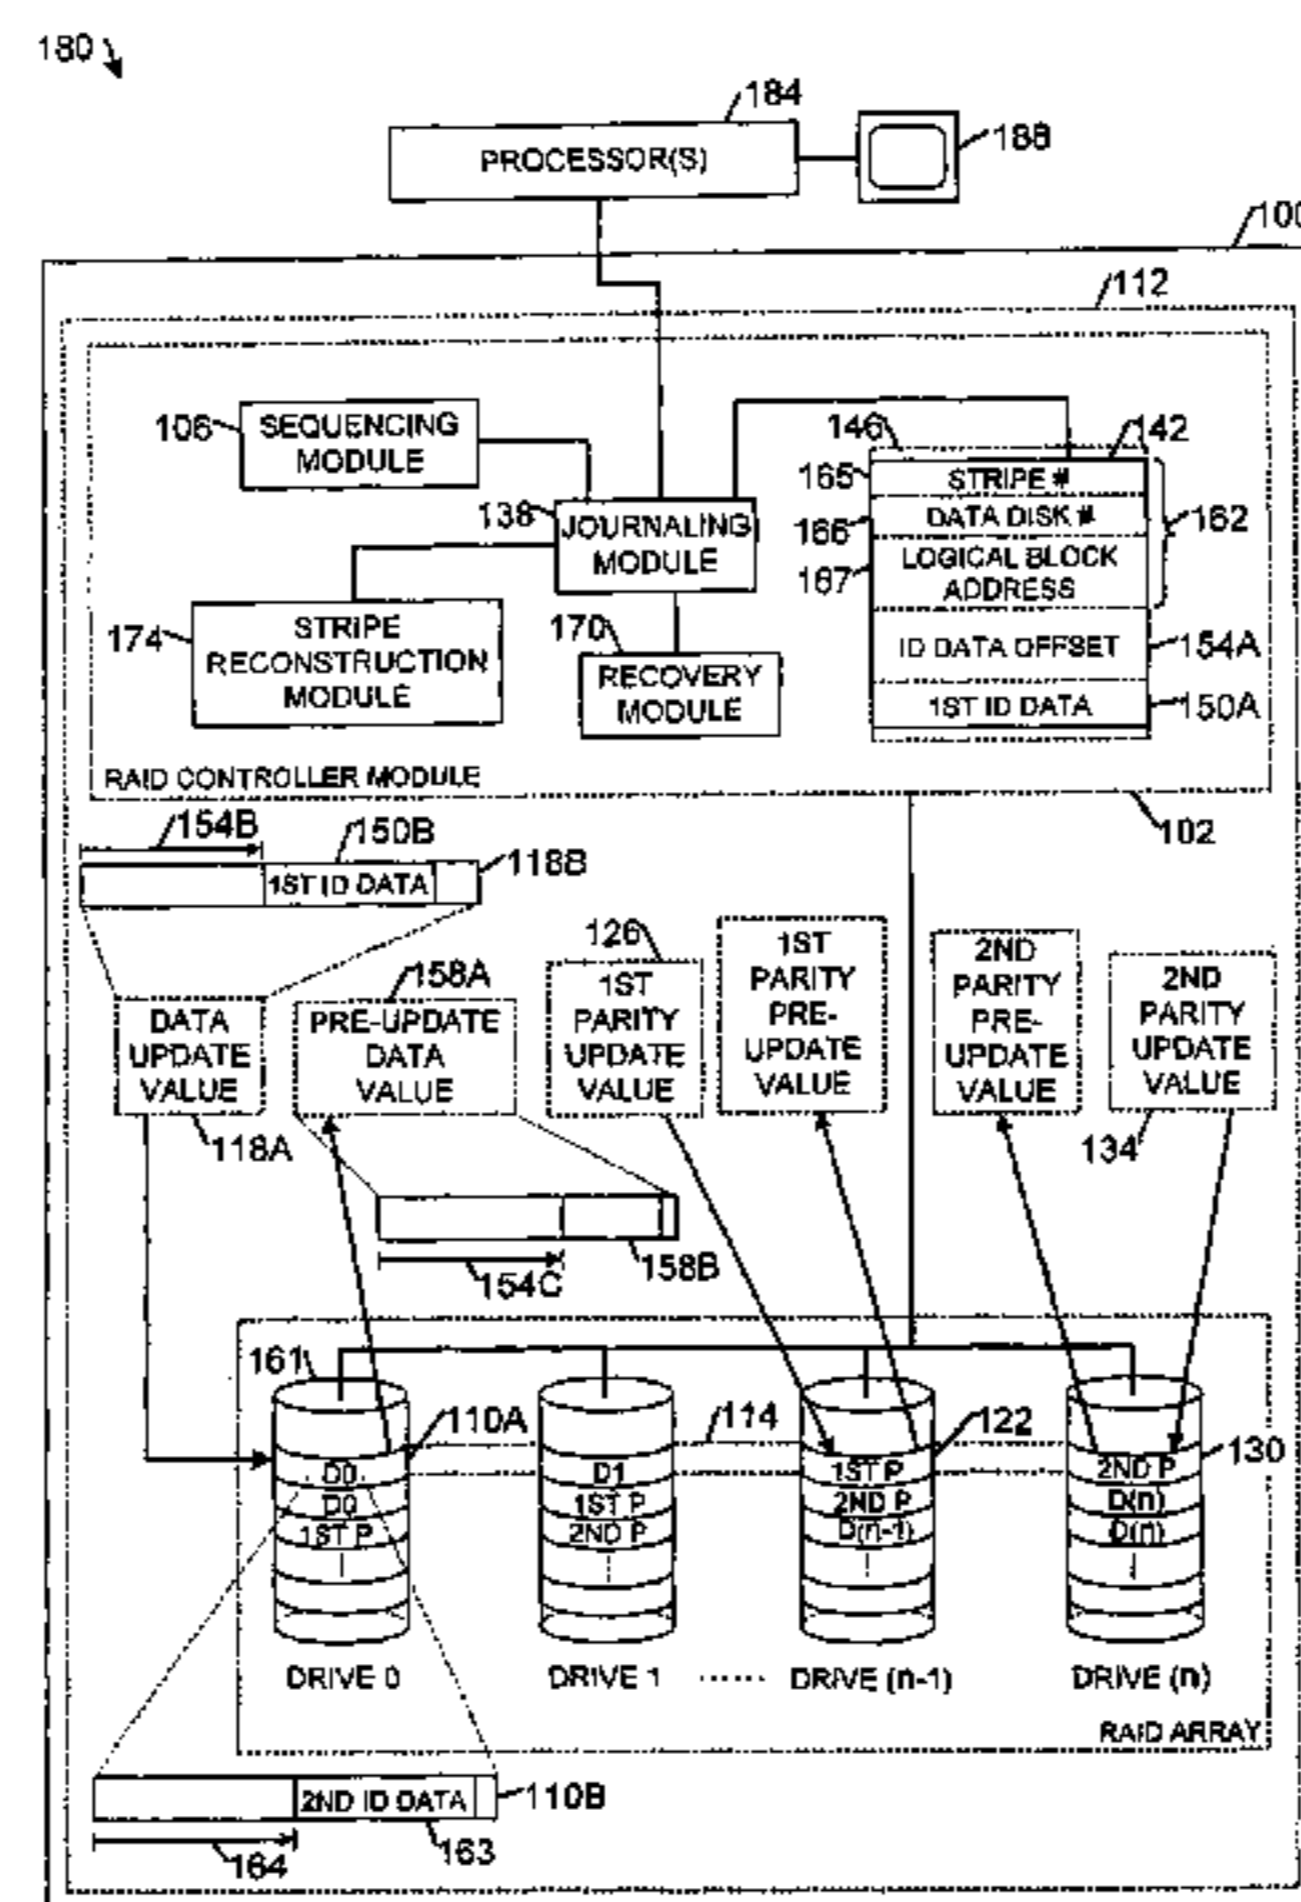 180
184
PROCESSOR(S)
188
100
112
106
SEQUENCING MODULE
146
142
165
STRIPE #
138
JOURNALING MODULE
166
DATA DISK #
162
167
LOGICAL BLOCK ADDRESS
174
STRIPE RECONSTRUCTION MODULE
170
RECOVERY MODULE
ID DATA OFFSET
154A
1ST ID DATA
150A
RAID CONTROLLER MODULE
102
154B
150B
118B
1ST ID DATA
126
158A
DATA UPDATE VALUE
PRE-UPDATE DATA VALUE
1ST PARITY UPDATE VALUE
1ST PARITY PRE-UPDATE VALUE
2ND PARITY PRE-UPDATE VALUE
2ND PARITY UPDATE VALUE
118A
134
154C
158B
161
110A
114
122
130
D0
D1
1ST P
2ND P
D0
1ST P
2ND P
D(n)
1ST P
2ND P
D(n-1)
D(n)
DRIVE 0
DRIVE 1
DRIVE (n-1)
DRIVE (n)
RAID ARRAY
2ND ID DATA
110B
164
163